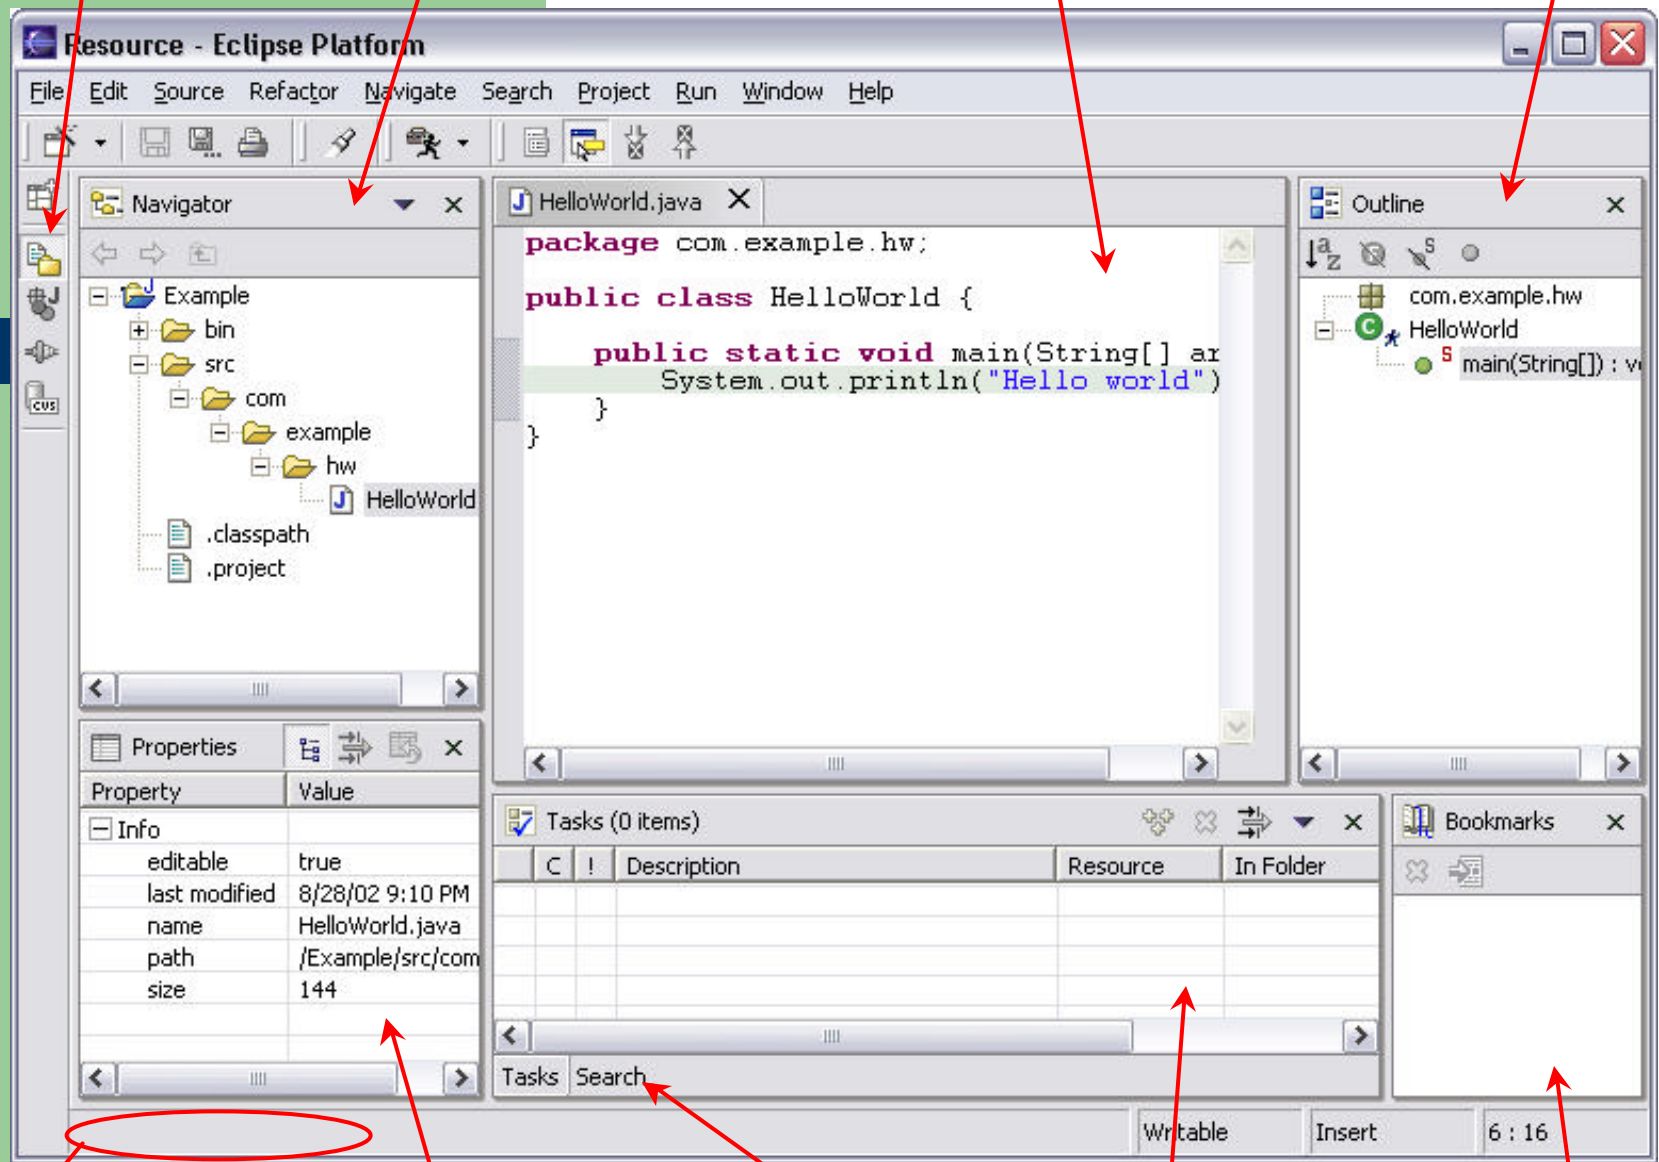 Resource - Eclipse Platform
File Edit Source Refactor Navigate Search Project Run Window Help
Navigator
Example
bin
src
com
example
hw
HelloWorld
.classpath
.project
HelloWorld.java
package com.example.hw;
public class HelloWorld {
public static void main(String[] ar
System.out.println("Hello world")
}
}
Outline
com.example.hw
HelloWorld
main(String[]) : v
CVS
Properties
Property Value
Info
editable true
last modified 8/28/02 9:10 PM
name HelloWorld.java
path /Example/src/com
size 144
Tasks (0 items)
C ! Description Resource In Folder
Tasks Search
Bookmarks
Writable Insert 6 : 16